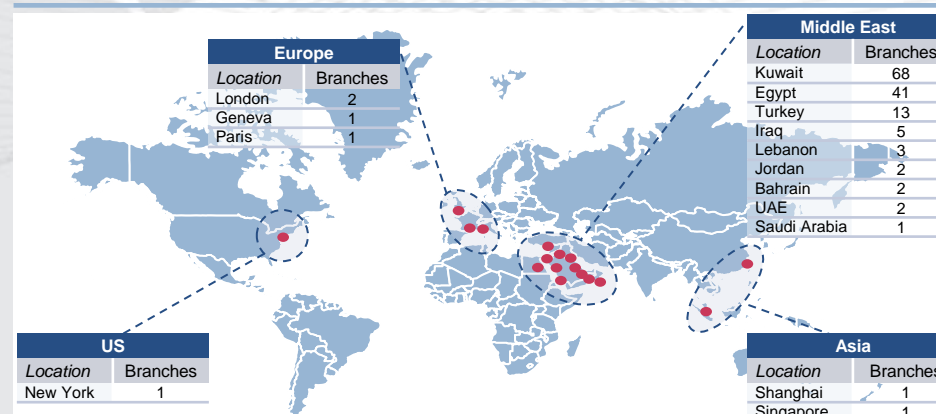 Europe
Location Branches
London 2
Geneva 1
Paris 1
Middle East
Location Branches
Kuwait 68
Egypt 41
Turkey 13
Iraq 5
Lebanon 3
Jordan 2
Bahrain 2
UAE 2
Saudi Arabia 1
US
Location Branches
New York 1
Asia
Location Branches
Shanghai 1
Singapore 1